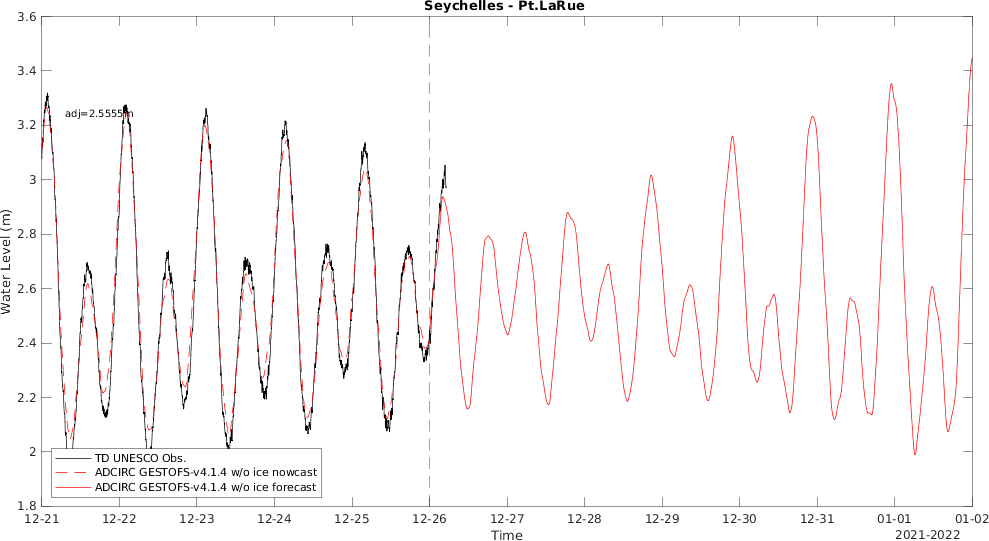 Seychelles - Pt.LaRue
3.6
3.4
3.2
3
2.8
2.6
2.4
2.2
2
1.8
Water Level (m)
adj=2.5555m
TD UNESCO Obs.
ADCIRC GESTOFS-v4.1.4 w/o ice nowcast
ADCIRC GESTOFS-v4.1.4 w/o ice forecast
12-21 12-22 12-23 12-24 12-25 12-26 12-27 12-28 12-29 12-30 12-31 01-01 01-02
Time
2021-2022